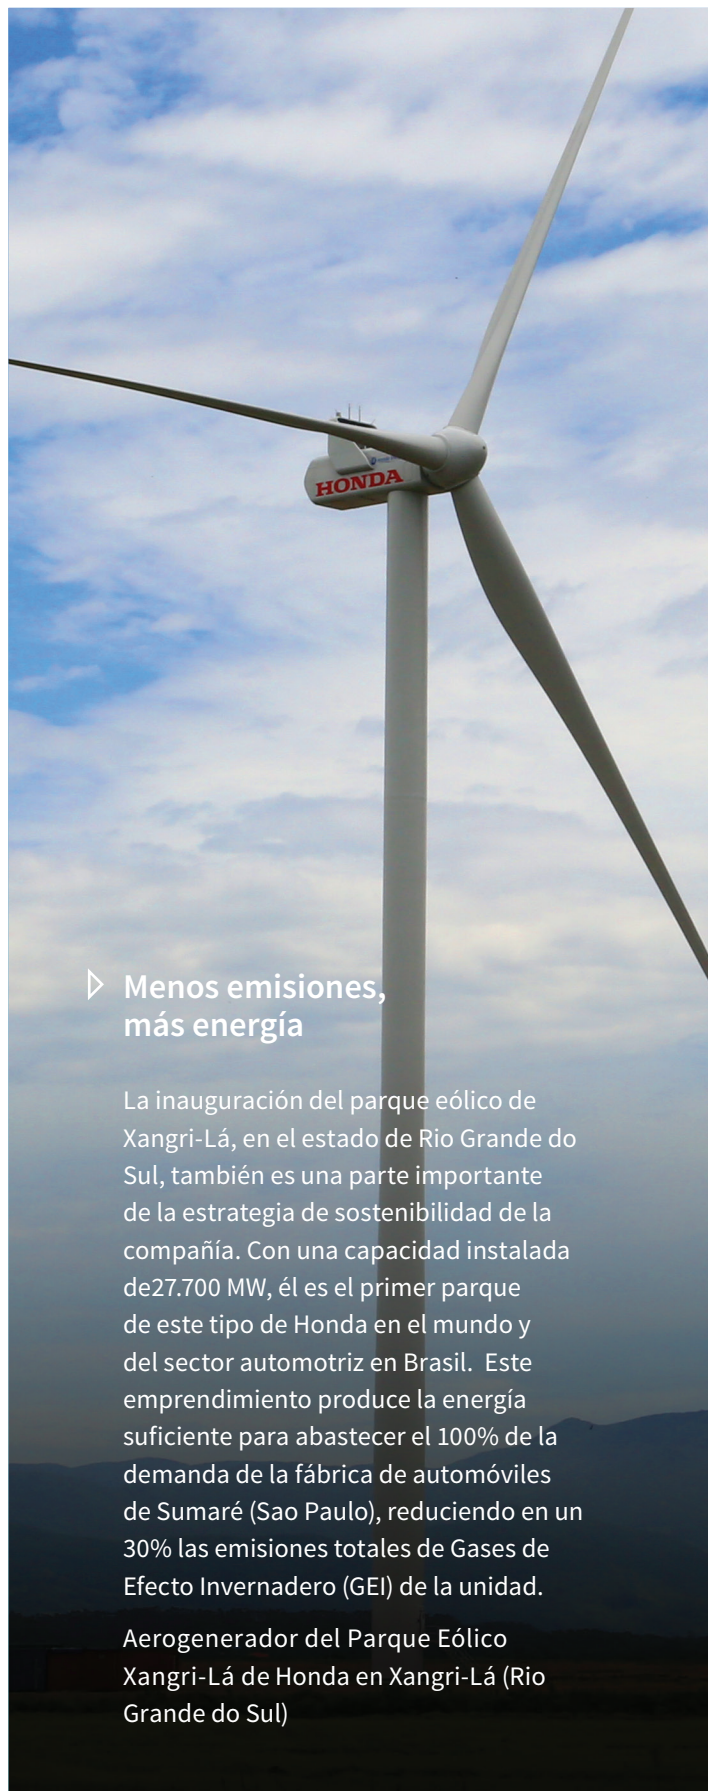 HONDA
Menos emisiones,
más energía
La inauguración del parque eólico de
Xangri-Lá, en el estado de Rio Grande do
Sul, también es una parte importante
de la estrategia de sostenibilidad de la
compañía. Con una capacidad instalada
de27.700 MW, él es el primer parque
de este tipo de Honda en el mundo y
del sector automotriz en Brasil.  Este
emprendimiento produce la energía
suficiente para abastecer el 100% de la
demanda de la fábrica de automóviles
de Sumaré (Sao Paulo), reduciendo en un
30% las emisiones totales de Gases de
Efecto Invernadero (GEI) de la unidad.
Aerogenerador del Parque Eólico
Xangri-Lá de Honda en Xangri-Lá (Rio
Grande do Sul)